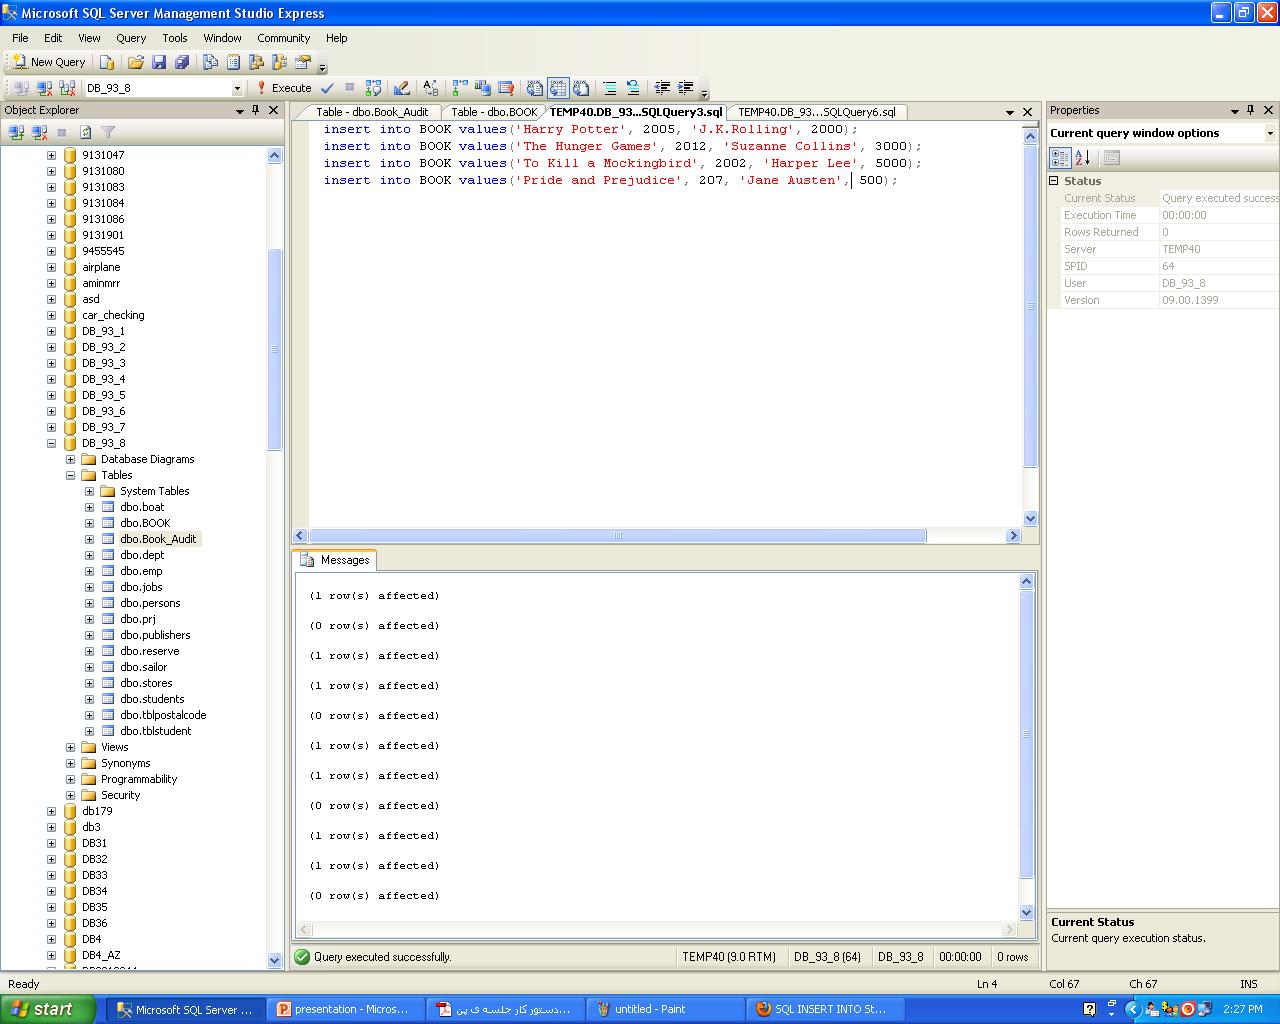 Microsoft SQL Server Management Studio Express
File Edit View Query Tools Window Community Help
New Query
DB_93_8 Execute
Object Explorer
9131047
9131080
9131083
9131084
9131086
9131901
9455545
airplane
aminmrr
asd
car_checking
DB_93_1
DB_93_2
DB_93_3
DB_93_4
DB_93_5
DB_93_6
DB_93_7
DB_93_8
Database Diagrams
Tables
System Tables
dbo.boat
dbo.BOOK
dbo.Book_Audit
dbo.dept
dbo.emp
dbo.jobs
dbo.persons
dbo.prj
dbo.publishers
dbo.reserve
dbo.sailor
dbo.stores
dbo.students
dbo.tblpostalcode
dbo.tblstudent
Views
Synonyms
Programmability
Security
db179
db3
DB31
DB32
DB33
DB34
DB35
DB36
DB4
DB4_AZ
Table - dbo.Book_Audit Table - dbo.BOOK TEMP40.DB_93...SQLQuery3.sql TEMP40.DB_93...SQLQuery6.sql
insert into BOOK values('Harry Potter', 2005, 'J.K.Rolling', 2000);
insert into BOOK values('The Hunger Games', 2012, 'Suzanne Collins', 3000);
insert into BOOK values('To Kill a Mockingbird', 2002, 'Harper Lee', 5000);
insert into BOOK values('Pride and Prejudice', 207, 'Jane Austen', 500);
Messages
(1 row(s) affected)
(0 row(s) affected)
(1 row(s) affected)
(1 row(s) affected)
(0 row(s) affected)
(1 row(s) affected)
(1 row(s) affected)
(0 row(s) affected)
(1 row(s) affected)
(1 row(s) affected)
(0 row(s) affected)
Query executed successfully. TEMP40 (9.0 RTM) DB_93_8 (64) DB_93_8 00:00:00 0 rows
Properties
Current query window options
Status
Current Status Query executed success
Execution Time 00:00:00
Rows Returned 0
Server TEMP40
SPID 64
User DB_93_8
Version 09.00.1399
Current Status
Current query execution status.
Ready Ln 4 Col 67 Ch 67 INS
start Microsoft SQL Server ... presentation - Micros... دستور کار جلسه ی پن... untitled - Paint SQL INSERT INTO St... 2:27 PM